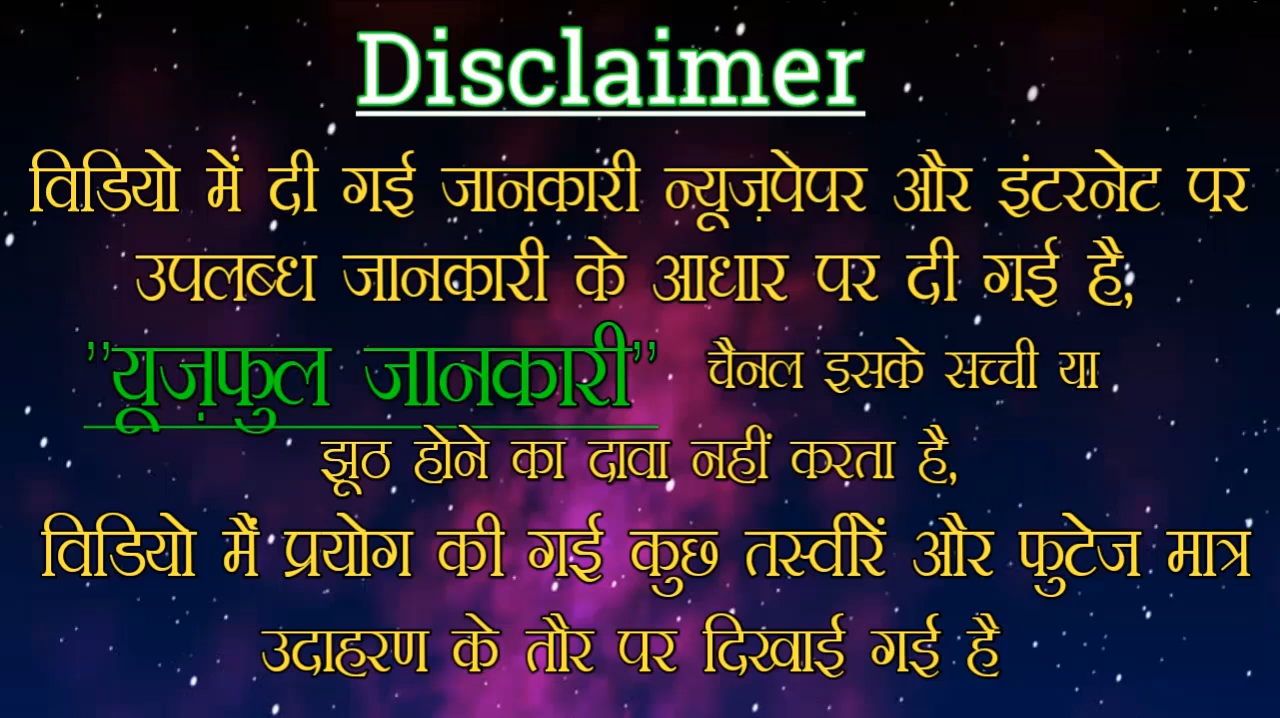 Disclaimer
विडियो में दी गई जानकारी न्यूज़पेपर और इंटरनेट पर
उपलब्ध जानकारी के आधार पर दी गई है,
”यूज़फुल जानकारी” चैनल इसके सच्ची या
झूठ होने का दावा नहीं करता है,
विडियो मैं प्रयोग की गई कुछ तस्वीरें और फुटेज मात्र
उदाहरण के तौर पर दिखाई गई है